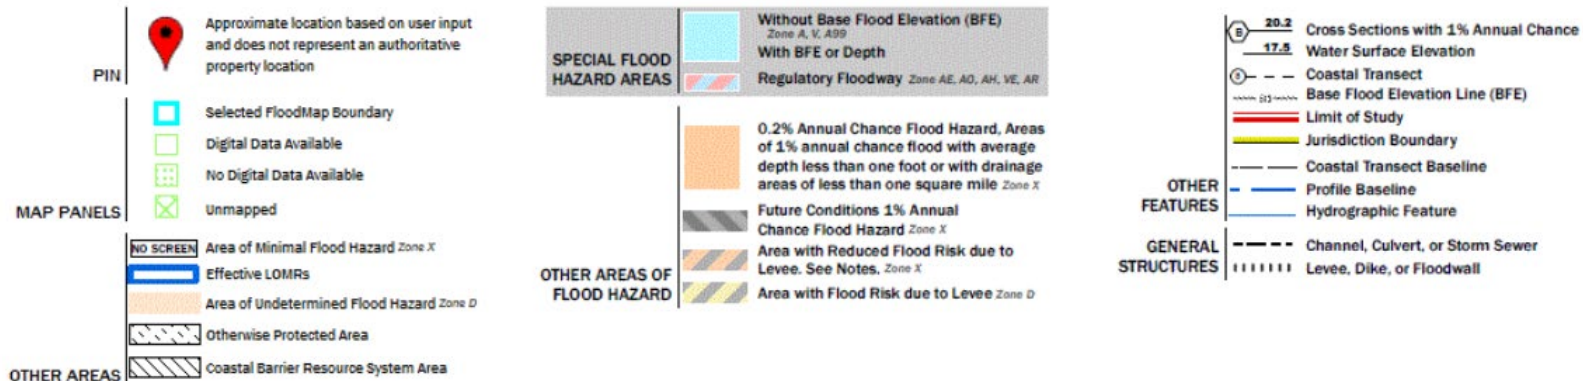 PIN
Approximate location based on user input
and does not represent an authoritative
property location
MAP PANELS
Selected FloodMap Boundary
Digital Data Available
No Digital Data Available
Unmapped
OTHER AREAS
NO SCREEN Area of Minimal Flood Hazard Zone X
Effective LOMRs
Area of Undetermined Flood Hazard Zone D
Otherwise Protected Area
Coastal Barrier Resource System Area
SPECIAL FLOOD
HAZARD AREAS
Without Base Flood Elevation (BFE)
Zone A, V, A99
With BFE or Depth
Regulatory Floodway Zone AE, AO, AH, VE, AR
OTHER AREAS OF
FLOOD HAZARD
0.2% Annual Chance Flood Hazard, Areas
of 1% annual chance flood with average
depth less than one foot or with drainage
areas of less than one square mile Zone X
Future Conditions 1% Annual
Chance Flood Hazard Zone X
Area with Reduced Flood Risk due to
Levee. See Notes. Zone X
Area with Flood Risk due to Levee Zone D
OTHER
FEATURES
B 20.2 Cross Sections with 1% Annual Chance
17.5 Water Surface Elevation
8 Coastal Transect
513 Base Flood Elevation Line (BFE)
Limit of Study
Jurisdiction Boundary
Coastal Transect Baseline
Profile Baseline
Hydrographic Feature
GENERAL
STRUCTURES
Channel, Culvert, or Storm Sewer
Levee, Dike, or Floodwall